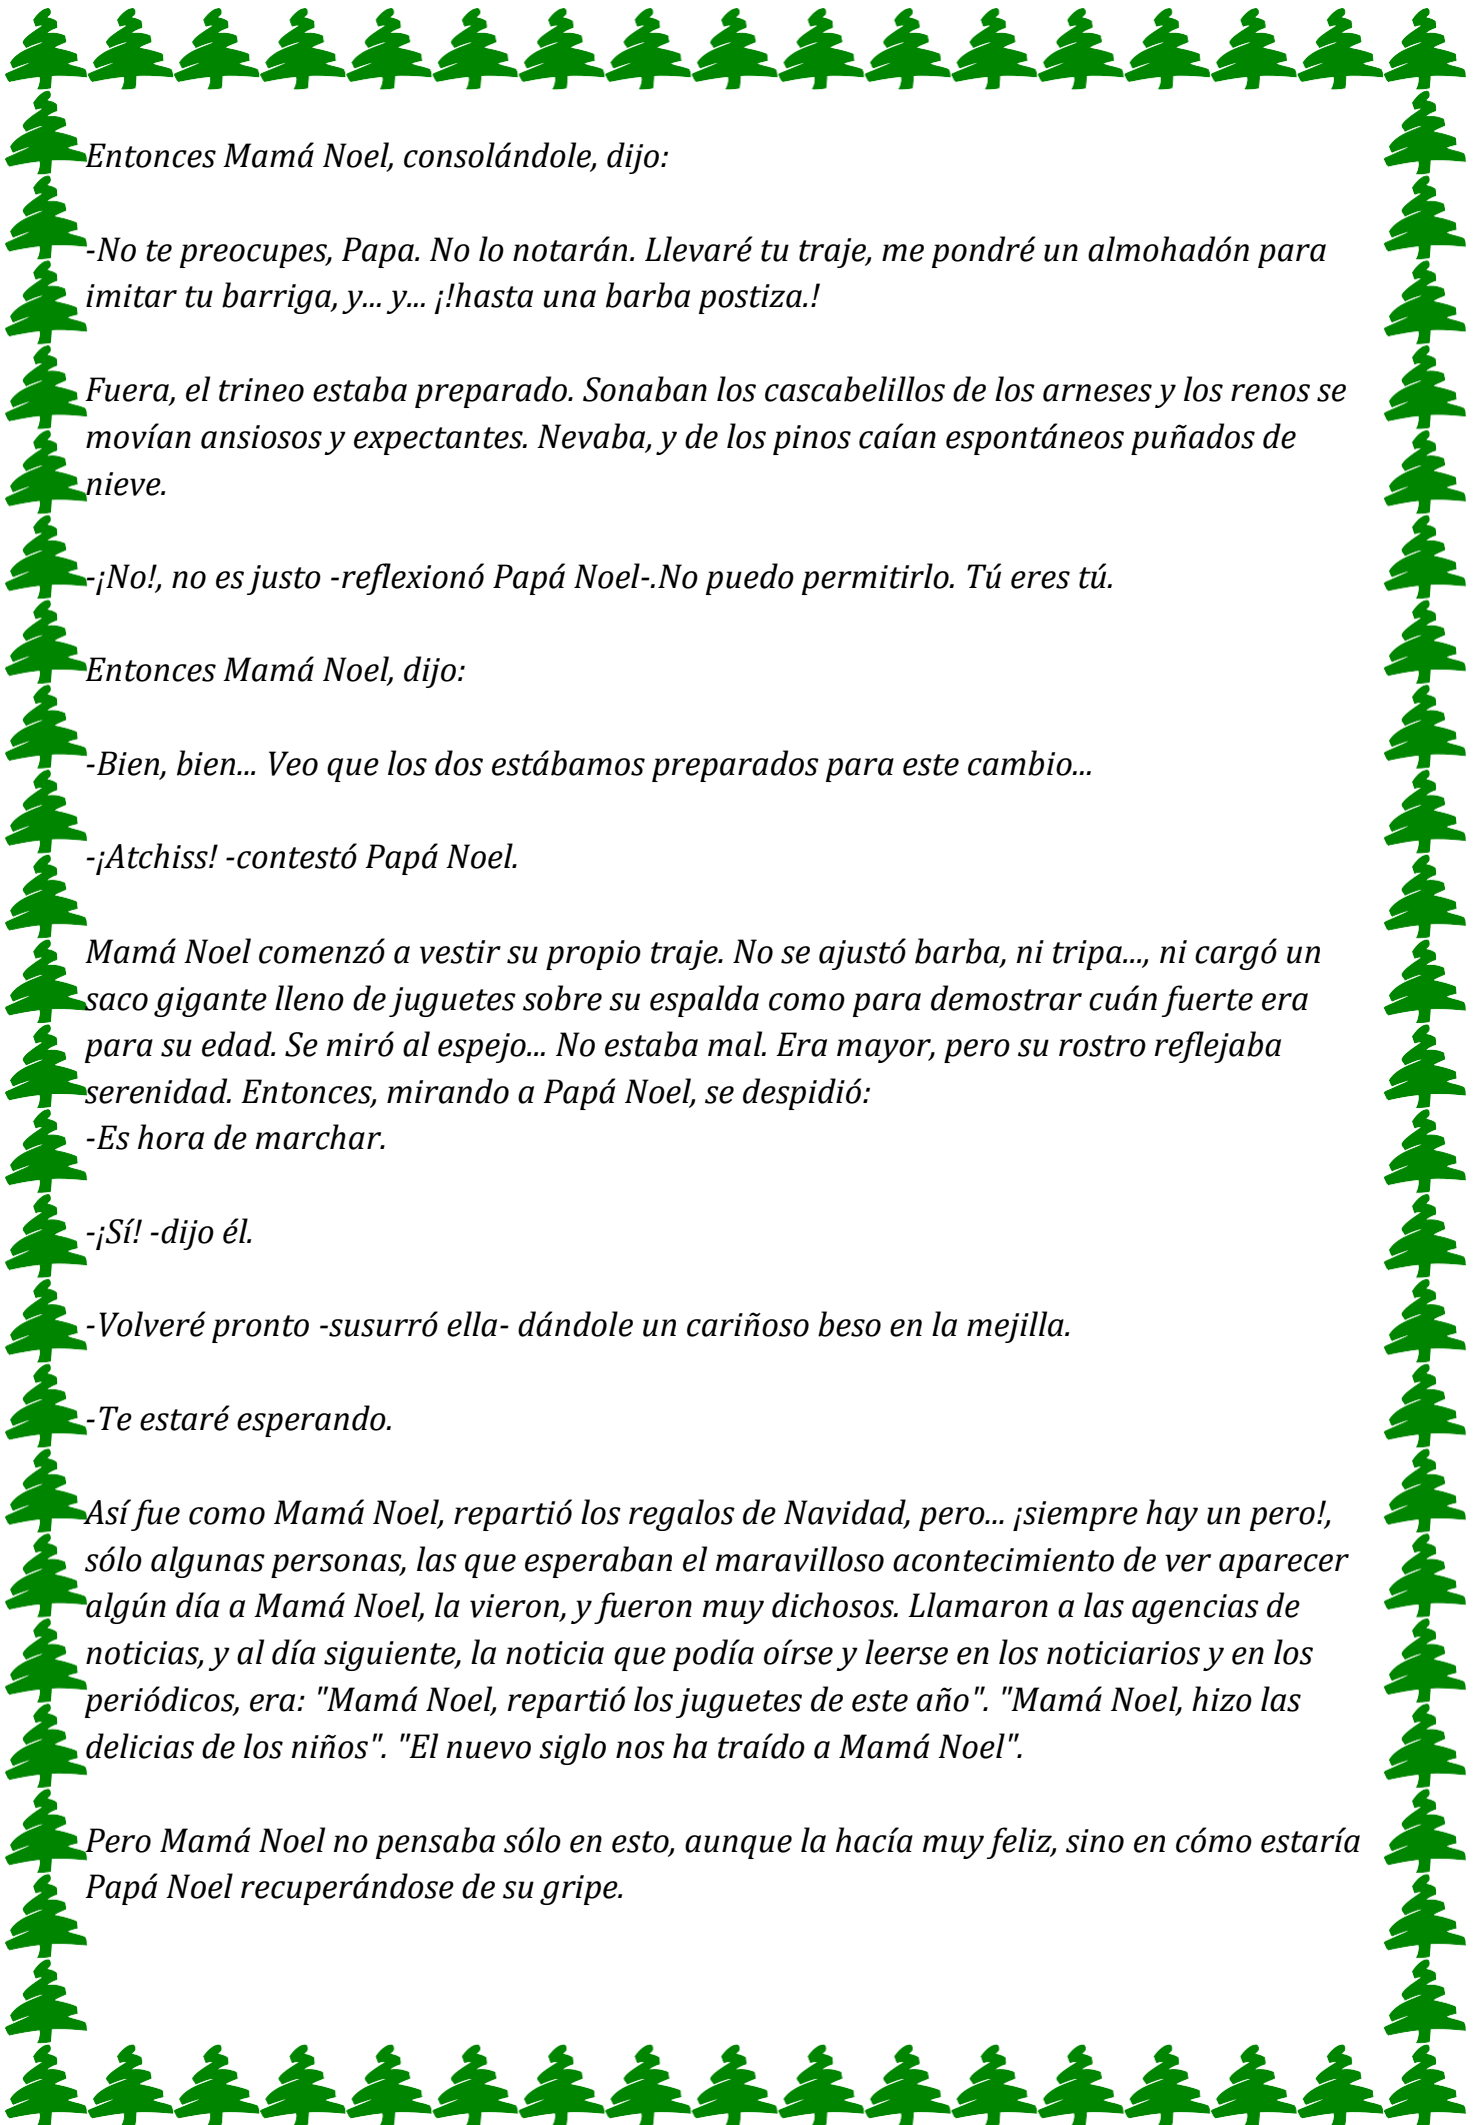 Entonces Mamá Noel, consolándole, dijo:
-No te preocupes, Papa. No lo notarán. Llevaré tu traje, me pondré un almohadón para
imitar tu barriga, y... y... ¡!hasta una barba postiza.!
Fuera, el trineo estaba preparado. Sonaban los cascabelillos de los arneses y los renos se
movían ansiosos y expectantes. Nevaba, y de los pinos caían espontáneos puñados de
nieve.
-¡No!, no es justo -reflexionó Papá Noel-.No puedo permitirlo. Tú eres tú.
Entonces Mamá Noel, dijo:
-Bien, bien... Veo que los dos estábamos preparados para este cambio...
-¡Atchiss! -contestó Papá Noel.
Mamá Noel comenzó a vestir su propio traje. No se ajustó barba, ni tripa..., ni cargó un
saco gigante lleno de juguetes sobre su espalda como para demostrar cuán fuerte era
para su edad. Se miró al espejo... No estaba mal. Era mayor, pero su rostro reflejaba
serenidad. Entonces, mirando a Papá Noel, se despidió:
-Es hora de marchar.
-¡Sí! -dijo él.
-Volveré pronto -susurró ella- dándole un cariñoso beso en la mejilla.
-Te estaré esperando.
Así fue como Mamá Noel, repartió los regalos de Navidad, pero... ¡siempre hay un pero!,
sólo algunas personas, las que esperaban el maravilloso acontecimiento de ver aparecer
algún día a Mamá Noel, la vieron, y fueron muy dichosos. Llamaron a las agencias de
noticias, y al día siguiente, la noticia que podía oírse y leerse en los noticiarios y en los
periódicos, era: "Mamá Noel, repartió los juguetes de este año". "Mamá Noel, hizo las
delicias de los niños". "El nuevo siglo nos ha traído a Mamá Noel".
Pero Mamá Noel no pensaba sólo en esto, aunque la hacía muy feliz, sino en cómo estaría
Papá Noel recuperándose de su gripe.